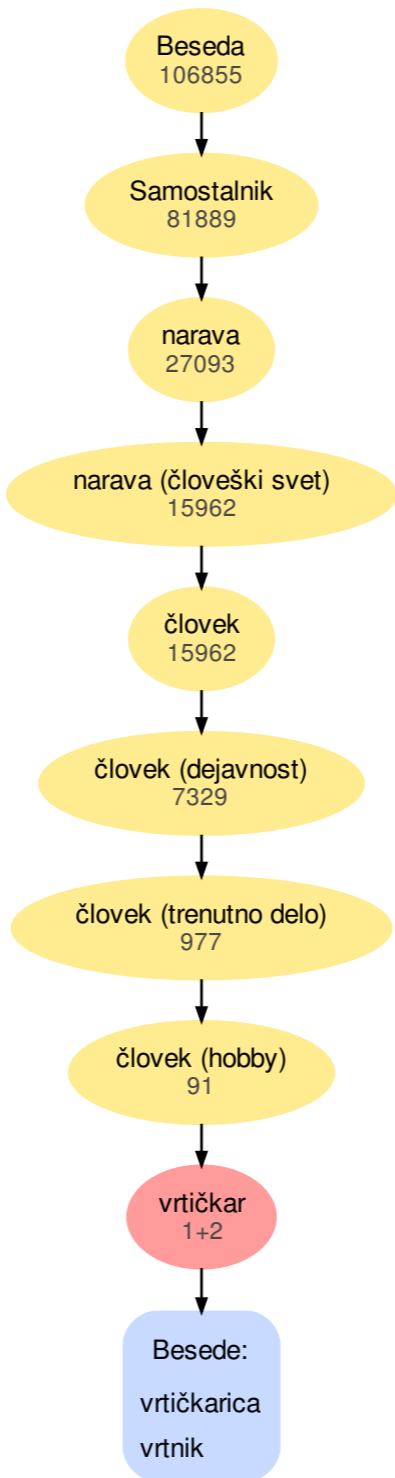 Beseda
106855
Samostalnik
81889
narava
27093
narava (človeški svet)
15962
človek
15962
človek (dejavnost)
7329
človek (trenutno delo)
977
človek (hobby)
91
vrtičkar
1+2
Besede:
vrtičkarica
vrtnik